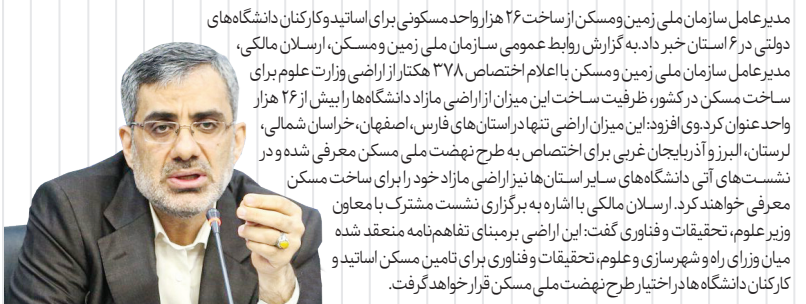 مدیرعامل سازمان ملی زمین و مسکن از ساخت ۲۶ هزار واحد مسکونی برای اساتید و کارکنان دانشگاه‌های
دولتی در ۶ استان خبر داد. به گزارش روابط عمومی سازمان ملی زمین و مسکن، ارسلان مالکی،
مدیرعامل سازمان ملی زمین و مسکن با اعلام اختصاص ۳۷۸ هکتار از اراضی وزارت علوم برای
ساخت مسکن در کشور، ظرفیت ساخت این میزان از اراضی مازاد دانشگاه‌ها را بیش از ۲۶ هزار
واحد عنوان کرد. وی افزود: این میزان اراضی تنها در استان‌های فارس، اصفهان، خراسان شمالی،
لرستان، البرز و آذربایجان غربی برای اختصاص به طرح نهضت ملی مسکن معرفی شده و در
نشست‌های آتی دانشگاه‌های سایر استان‌ها نیز اراضی مازاد خود را برای ساخت مسکن
معرفی خواهند کرد. ارسلان مالکی با اشاره به برگزاری نشست مشترک با معاون
وزیر علوم، تحقیقات و فناوری گفت: این اراضی بر مبنای تفاهم‌نامه منعقد شده
میان وزرای راه و شهرسازی و علوم، تحقیقات و فناوری برای تامین مسکن اساتید و
کارکنان دانشگاه‌ها در اختیار طرح نهضت ملی مسکن قرار خواهد گرفت.